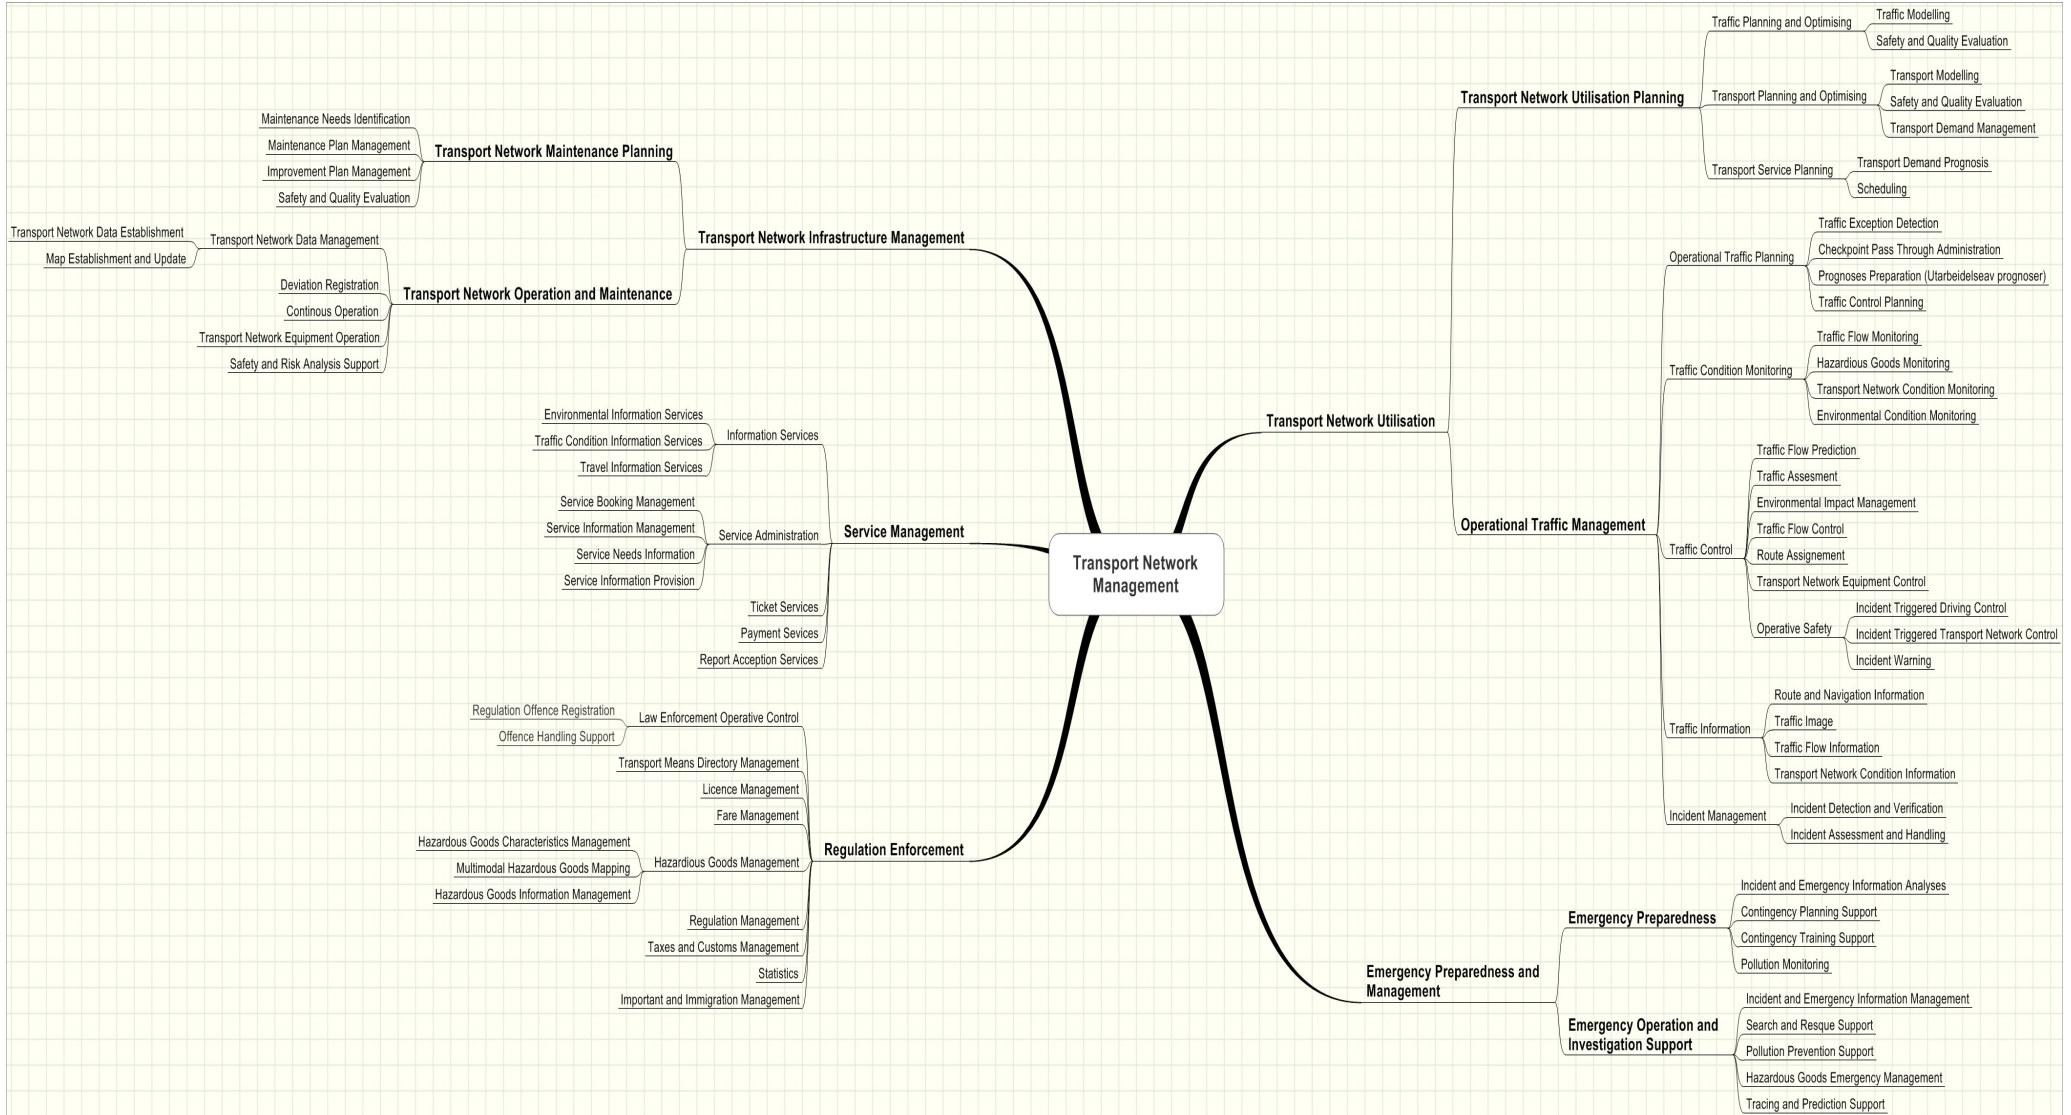 Transport Network
Management
Transport Network Infrastructure Management
Transport Network Maintenance Planning
Maintenance Needs Identification
Maintenance Plan Management
Improvement Plan Management
Safety and Quality Evaluation
Transport Network Operation and Maintenance
Transport Network Data Management
Transport Network Data Establishment
Map Establishment and Update
Deviation Registration
Continous Operation
Transport Network Equipment Operation
Safety and Risk Analysis Support
Service Management
Information Services
Environmental Information Services
Traffic Condition Information Services
Travel Information Services
Service Administration
Service Booking Management
Service Information Management
Service Needs Information
Service Information Provision
Ticket Services
Payment Sevices
Report Acception Services
Regulation Enforcement
Law Enforcement Operative Control
Regulation Offence Registration
Offence Handling Support
Transport Means Directory Management
Licence Management
Fare Management
Hazardious Goods Management
Hazardous Goods Characteristics Management
Multimodal Hazardous Goods Mapping
Hazardous Goods Information Management
Regulation Management
Taxes and Customs Management
Statistics
Important and Immigration Management
Transport Network Utilisation
Transport Network Utilisation Planning
Traffic Planning and Optimising
Traffic Modelling
Safety and Quality Evaluation
Transport Planning and Optimising
Transport Modelling
Safety and Quality Evaluation
Transport Demand Management
Transport Service Planning
Transport Demand Prognosis
Scheduling
Operational Traffic Management
Operational Traffic Planning
Traffic Exception Detection
Checkpoint Pass Through Administration
Prognoses Preparation (Utarbeidelseav prognoser)
Traffic Control Planning
Traffic Condition Monitoring
Traffic Flow Monitoring
Hazardious Goods Monitoring
Transport Network Condition Monitoring
Environmental Condition Monitoring
Traffic Control
Traffic Flow Prediction
Traffic Assesment
Environmental Impact Management
Traffic Flow Control
Route Assignement
Transport Network Equipment Control
Operative Safety
Incident Triggered Driving Control
Incident Triggered Transport Network Control
Incident Warning
Traffic Information
Route and Navigation Information
Traffic Image
Traffic Flow Information
Transport Network Condition Information
Incident Management
Incident Detection and Verification
Incident Assessment and Handling
Emergency Preparedness and
Management
Emergency Preparedness
Incident and Emergency Information Analyses
Contingency Planning Support
Contingency Training Support
Pollution Monitoring
Emergency Operation and
Investigation Support
Incident and Emergency Information Management
Search and Resque Support
Pollution Prevention Support
Hazardous Goods Emergency Management
Tracing and Prediction Support